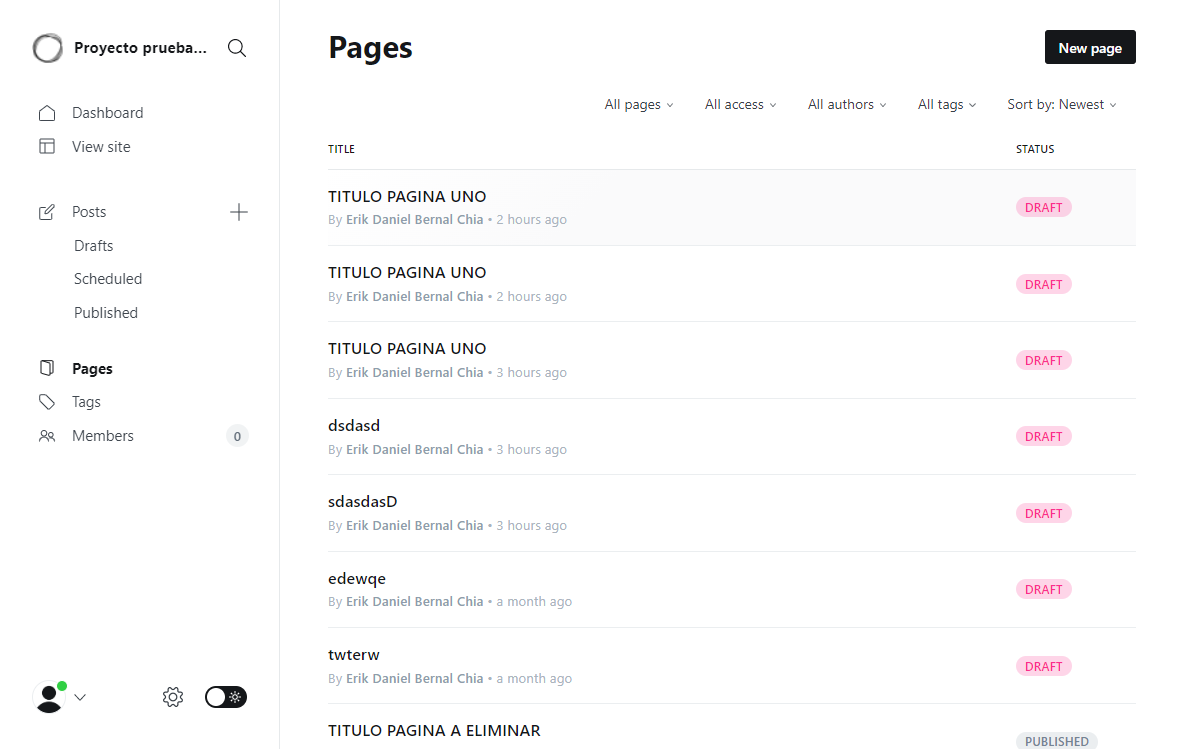 Proyecto prueba...
Dashboard
View site
Posts
Drafts
Scheduled
Published
Pages
Tags
Members 0
Pages
New page
All pages All access All authors All tags Sort by: Newest
TITLE STATUS
TITULO PAGINA UNO
By Erik Daniel Bernal Chia • 2 hours ago
DRAFT
TITULO PAGINA UNO
By Erik Daniel Bernal Chia • 2 hours ago
DRAFT
TITULO PAGINA UNO
By Erik Daniel Bernal Chia • 3 hours ago
DRAFT
dsdasd
By Erik Daniel Bernal Chia • 3 hours ago
DRAFT
sdasdasD
By Erik Daniel Bernal Chia • 3 hours ago
DRAFT
edewqe
By Erik Daniel Bernal Chia • a month ago
DRAFT
twterw
By Erik Daniel Bernal Chia • a month ago
DRAFT
TITULO PAGINA A ELIMINAR
PUBLISHED